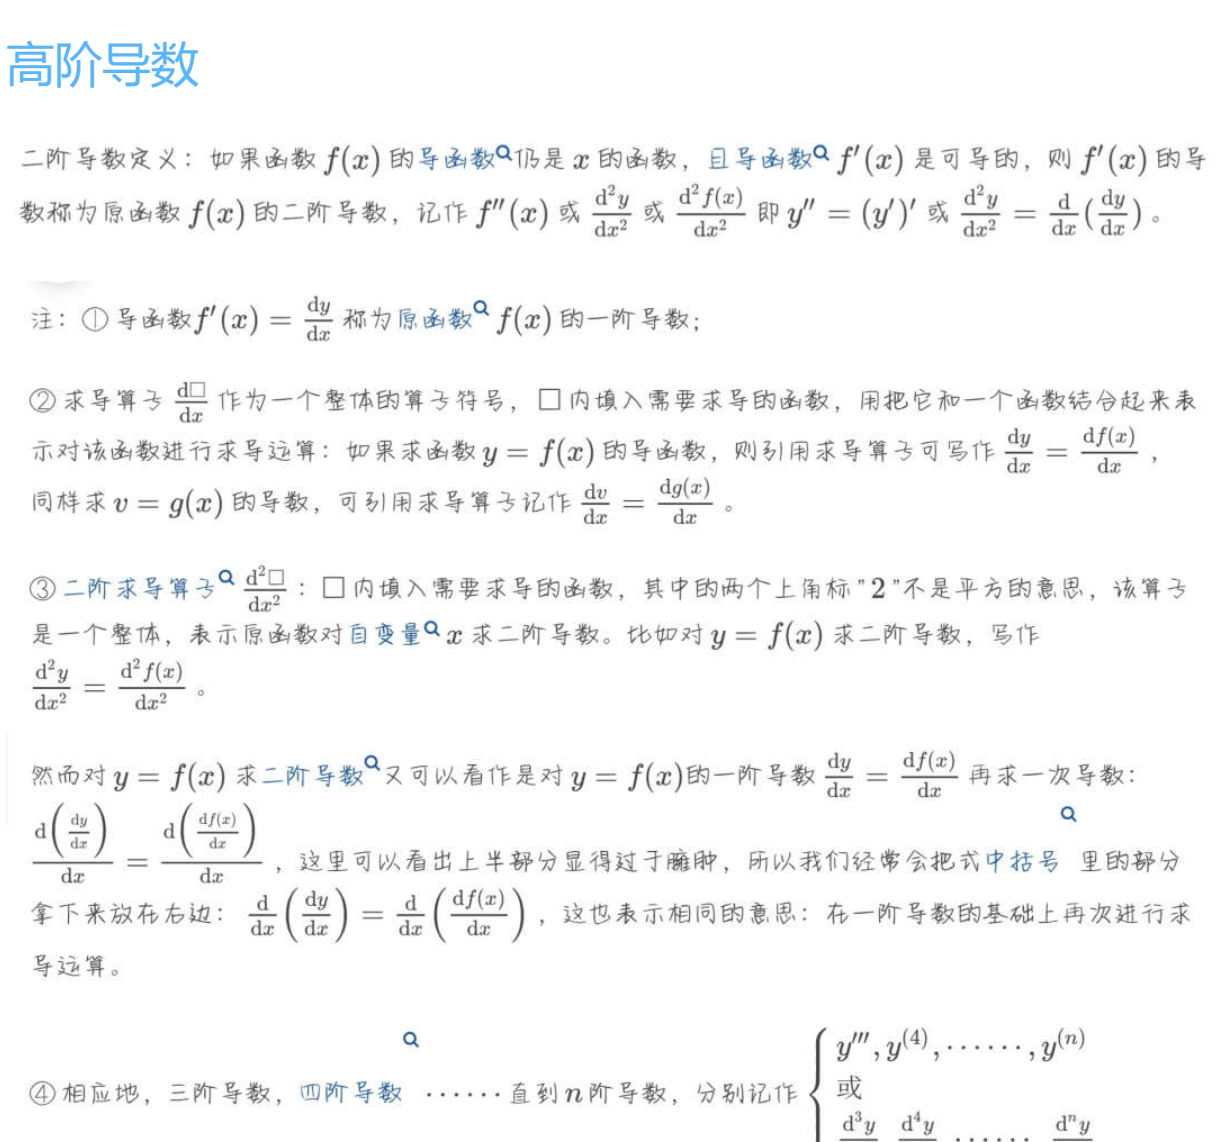 高阶导数
二阶导数定义：如果函数 f(x) 的导函数仍是 x 的函数，且导函数 f′(x) 是可导的，则 f′(x) 的导
数称为原函数 f(x) 的二阶导数，记作 f″(x) 或 d²y/dx² 或 d²f(x)/dx² 即 y″ = (y′)′ 或 d²y/dx² = d/dx(dy/dx)。
注：① 导函数f′(x) = dy/dx 称为原函数 f(x) 的一阶导数；
② 求导算子 d□/dx 作为一个整体的算子符号，□内填入需要求导的函数，用把它和一个函数结合起来表
示对该函数进行求导运算：如果求函数 y = f(x) 的导函数，则引用求导算子可写作 dy/dx = df(x)/dx，
同样求 v = g(x) 的导数，可引用求导算子记作 dv/dx = dg(x)/dx。
③ 二阶求导算子 d²□/dx²：□内填入需要求导的函数，其中的两个上角标"2"不是平方的意思，该算子
是一个整体，表示原函数对自变量 x 求二阶导数。比如对 y = f(x) 求二阶导数，写作
d²y/dx² = d²f(x)/dx²。
然而对 y = f(x) 求二阶导数又可以看作是对 y = f(x)的一阶导数 dy/dx = df(x)/dx 再求一次导数：
d(dy/dx)/dx = d(df(x)/dx)/dx，这里可以看出上半部分显得过于臃肿，所以我们经常会把式中括号 里的部分
拿下来放在右边：d/dx(dy/dx) = d/dx(df(x)/dx)，这也表示相同的意思：在一阶导数的基础上再次进行求
导运算。
④ 相应地，三阶导数，四阶导数 ······直到 n 阶导数，分别记作
y‴, y⁽⁴⁾, ······, y⁽ⁿ⁾
或
d³y d⁴y ······ dⁿy